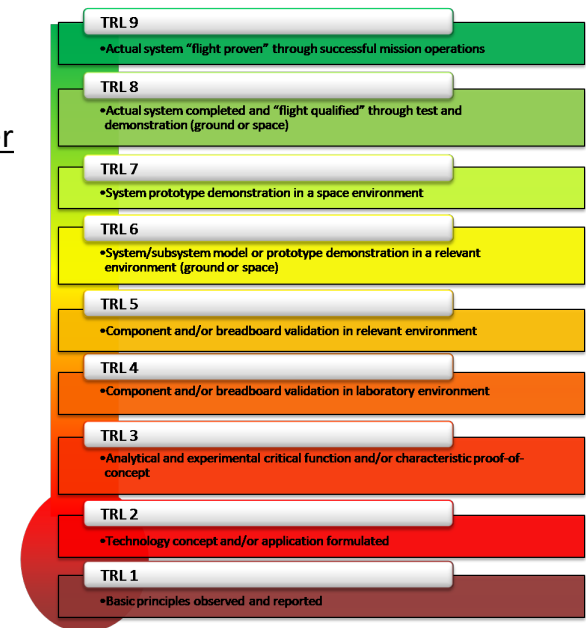 TRL 9
•Actual system “flight proven” through successful mission operations
TRL 8
•Actual system completed and “flight qualified” through test and
demonstration (ground or space)
r
TRL 7
•System prototype demonstration in a space environment
TRL 6
•System/subsystem model or prototype demonstration in a relevant
environment (ground or space)
TRL 5
•Component and/or breadboard validation in relevant environment
TRL 4
•Component and/or breadboard validation in laboratory environment
TRL 3
•Analytical and experimental critical function and/or characteristic proof-of-
concept
TRL 2
•Technology concept and/or application formulated
TRL 1
•Basic principles observed and reported